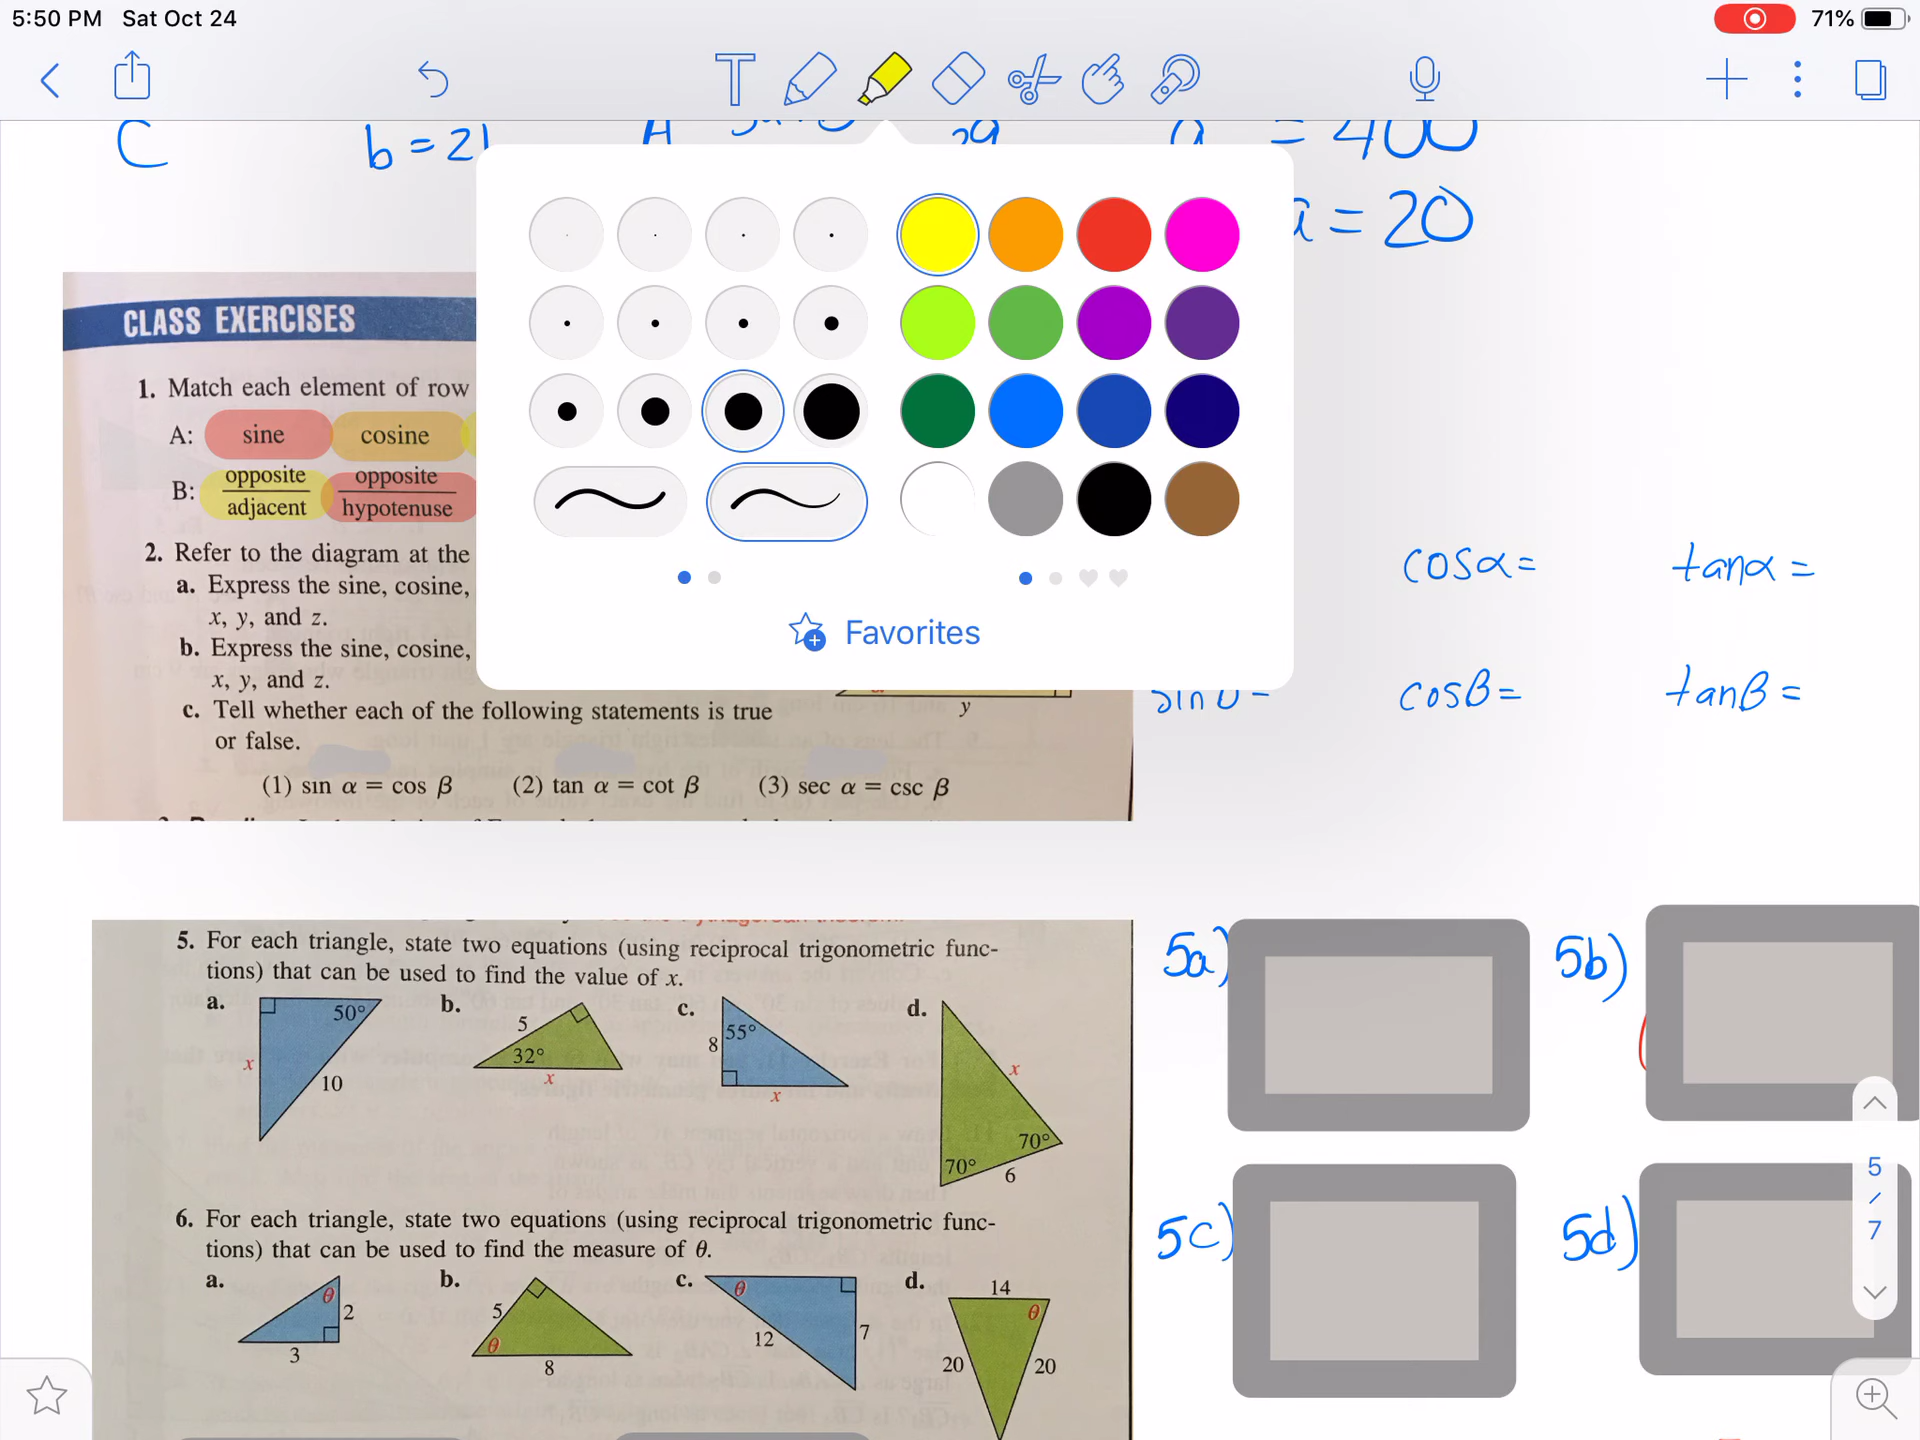 5:50 PM Sat Oct 24
71%
C
b = 21
= 400
a = 20
CLASS EXERCISES
1. Match each element of row
A: sine cosine
B: opposite opposite
adjacent hypotenuse
2. Refer to the diagram at the
a. Express the sine, cosine,
x, y, and z.
b. Express the sine, cosine,
x, y, and z.
c. Tell whether each of the following statements is true
or false.
y
(1) sin α = cos β (2) tan α = cot β (3) sec α = csc β
Favorites
cosα= tanα =
cosβ= tanβ =
5. For each triangle, state two equations (using reciprocal trigonometric func-
tions) that can be used to find the value of x.
a. 50° x 10
b. 5 32° x
c. 55° 8 x
d. x 70° 70° 6
6. For each triangle, state two equations (using reciprocal trigonometric func-
tions) that can be used to find the measure of θ.
a. θ 2 3
b. 5 θ 8
c. θ 12 7
d. 14 θ 20 20
5a) 5b)
5c) 5d)
5
/
7